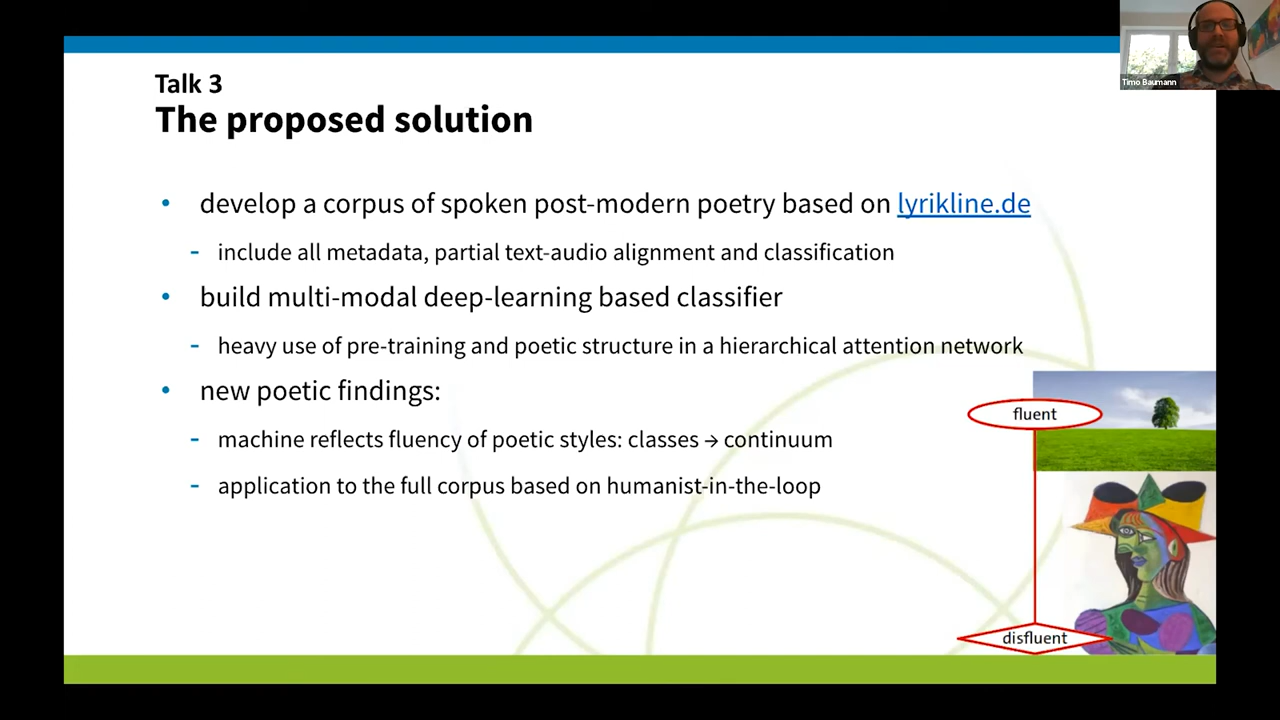 Talk 3
The proposed solution
• develop a corpus of spoken post-modern poetry based on lyrikline.de
- include all metadata, partial text-audio alignment and classification
• build multi-modal deep-learning based classifier
- heavy use of pre-training and poetic structure in a hierarchical attention network
• new poetic findings:
- machine reflects fluency of poetic styles: classes → continuum
- application to the full corpus based on humanist-in-the-loop
fluent
disfluent
Timo Baumann